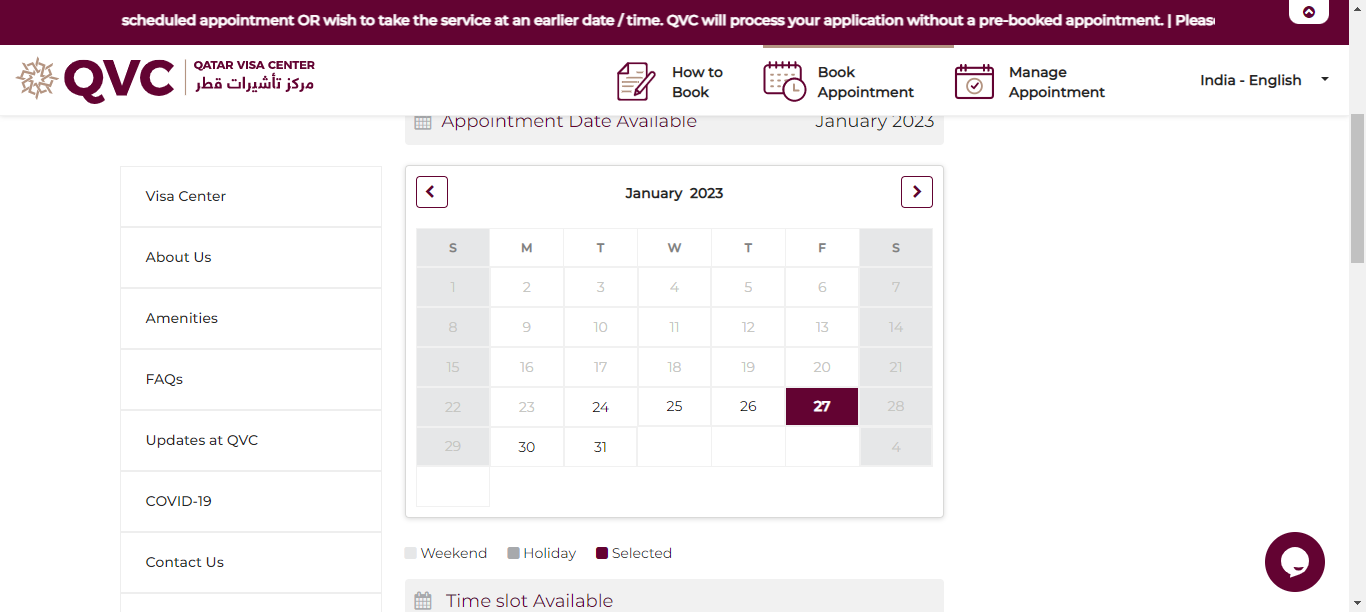 scheduled appointment OR wish to take the service at an earlier date / time. QVC will process your application without a pre-booked appointment. | Please
QVC
QATAR VISA CENTER
مركز تأشيرات قطر
How to
Book
Book
Appointment
Manage
Appointment
India - English
Appointment Date Available January 2023
Visa Center
About Us
Amenities
FAQs
Updates at QVC
COVID-19
Contact Us
January 2023
S M T W T F S
1 2 3 4 5 6 7
8 9 10 11 12 13 14
15 16 17 18 19 20 21
22 23 24 25 26 27 28
29 30 31 4
Weekend Holiday Selected
Time slot Available